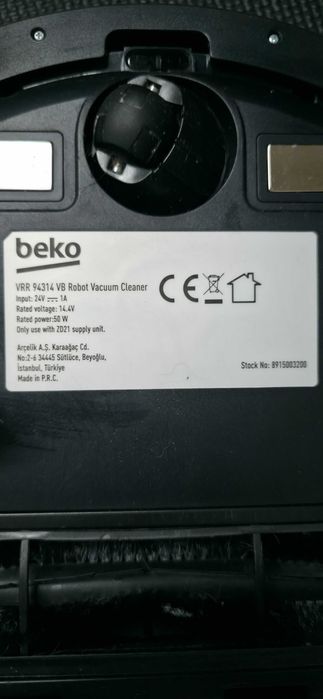 beko
VRR 94314 VB Robot Vacuum Cleaner
Input: 24V ⎓ 1A
Rated voltage: 14.4V
Rated power:50 W
Only use with ZD21 supply unit.
Arçelik A.Ş. Karaağaç Cd.
No:2-6 34445 Sütlüce, Beyoğlu,
İstanbul, Türkiye
Made in P.R.C.
CE
Stock No: 8915003200